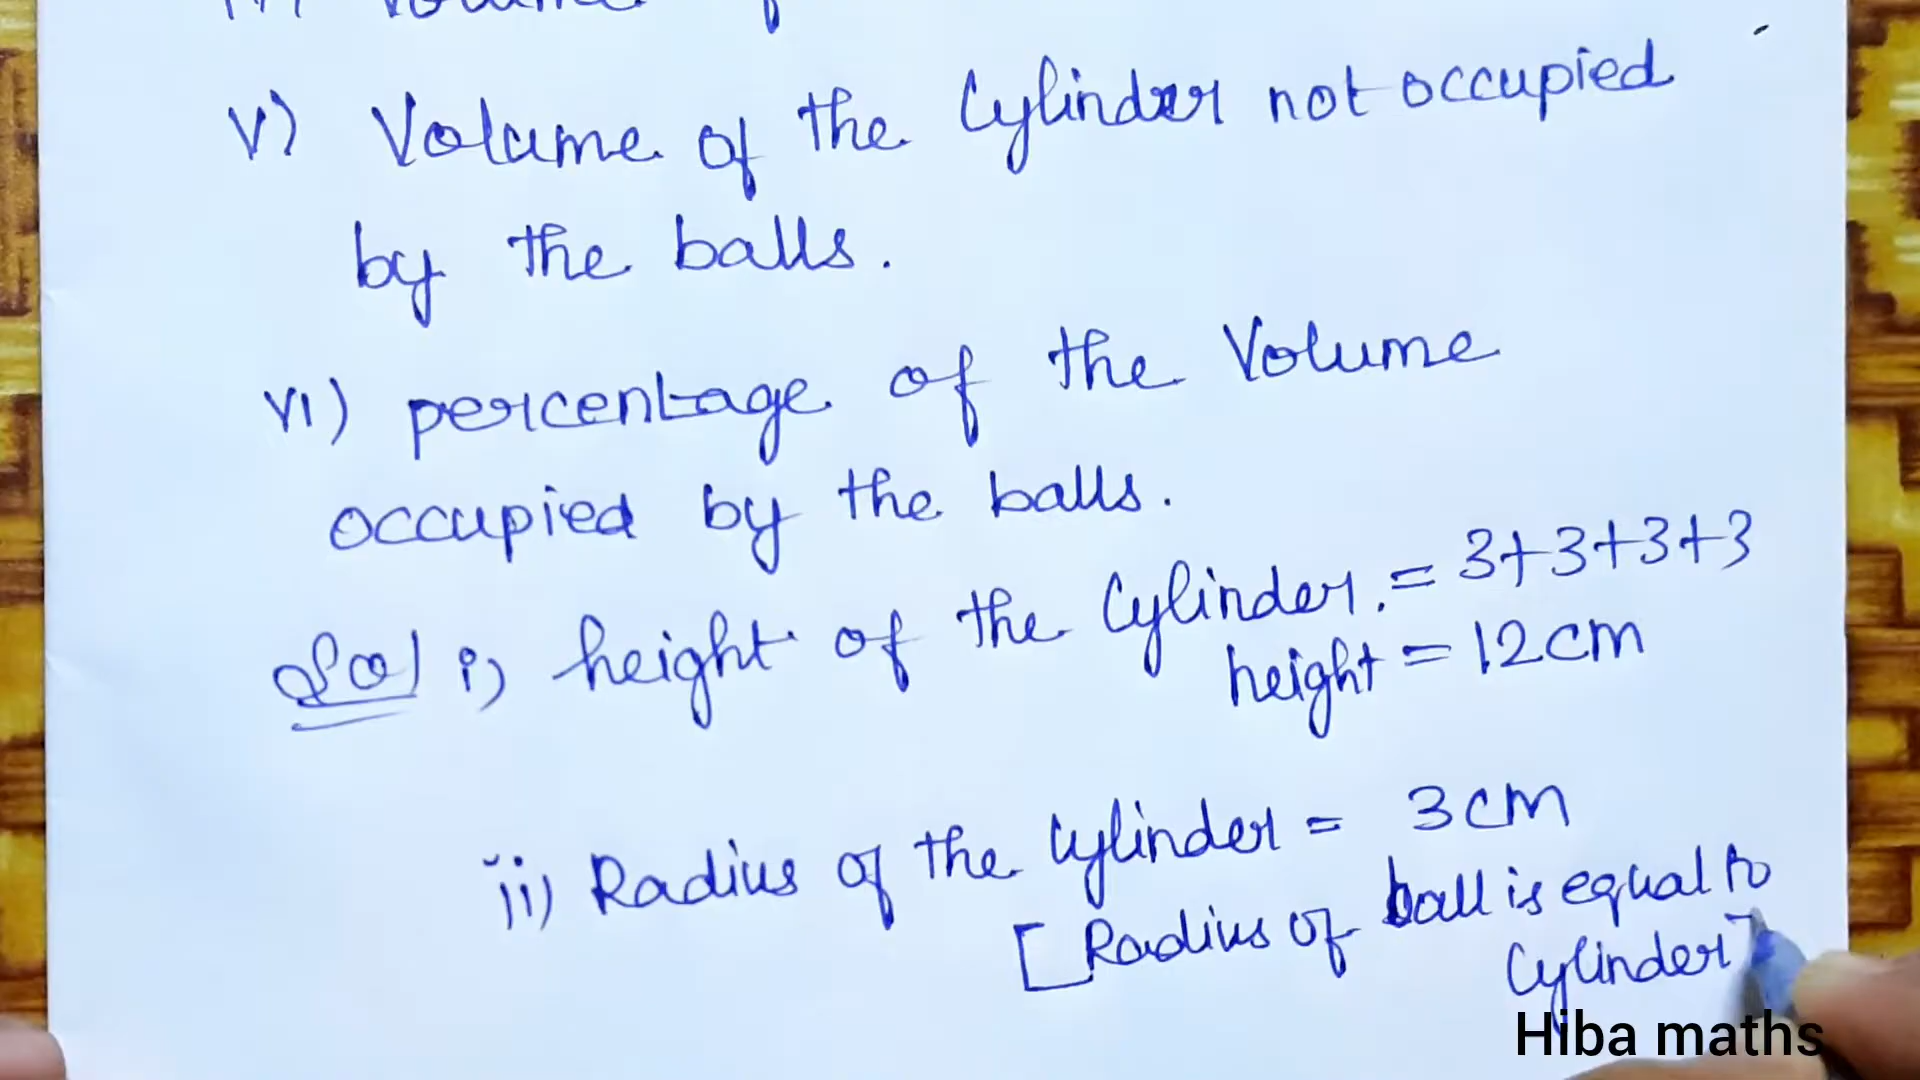 V) Volume of the Cylinder not occupied
by the balls.
VI) percentage of the Volume
occupied by the balls.
Sol i) height of the Cylinder. = 3+3+3+3
height = 12cm
ii) Radius of the Cylinder = 3cm
[Radius of ball is equal to
Cylinder]
Hiba maths